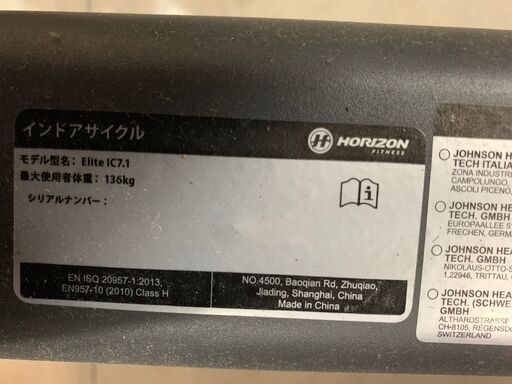 インドアサイクル
HORIZON
FITNESS
モデル型名: Elite IC7.1
最大使用者体重: 136kg
シリアルナンバー:
EN ISO 20957-1:2013,
EN957-10 (2010) Class H
NO.4500, Baoqian Rd, Zhuqiao,
Jiading, Shanghai, China
Made in China
JOHNSON H
TECH ITALIA
ZONA INDUSTRI
CAMPOLUNGO,
ASCOLI PICENO,
JOHNSON HE
TECH. GMBH
EUROPAALLEE 5
FRECHEN, GERM
JOHNSON HEA
TECH. GMBH
NIKOLAUS-OTTO-S
1,22946, TRITTAU,
JOHNSON HEA
TECH. (SCHWE
GMBH
ALTHARDSTRASSE
CH-8105, REGENSD
SWITZERLAND